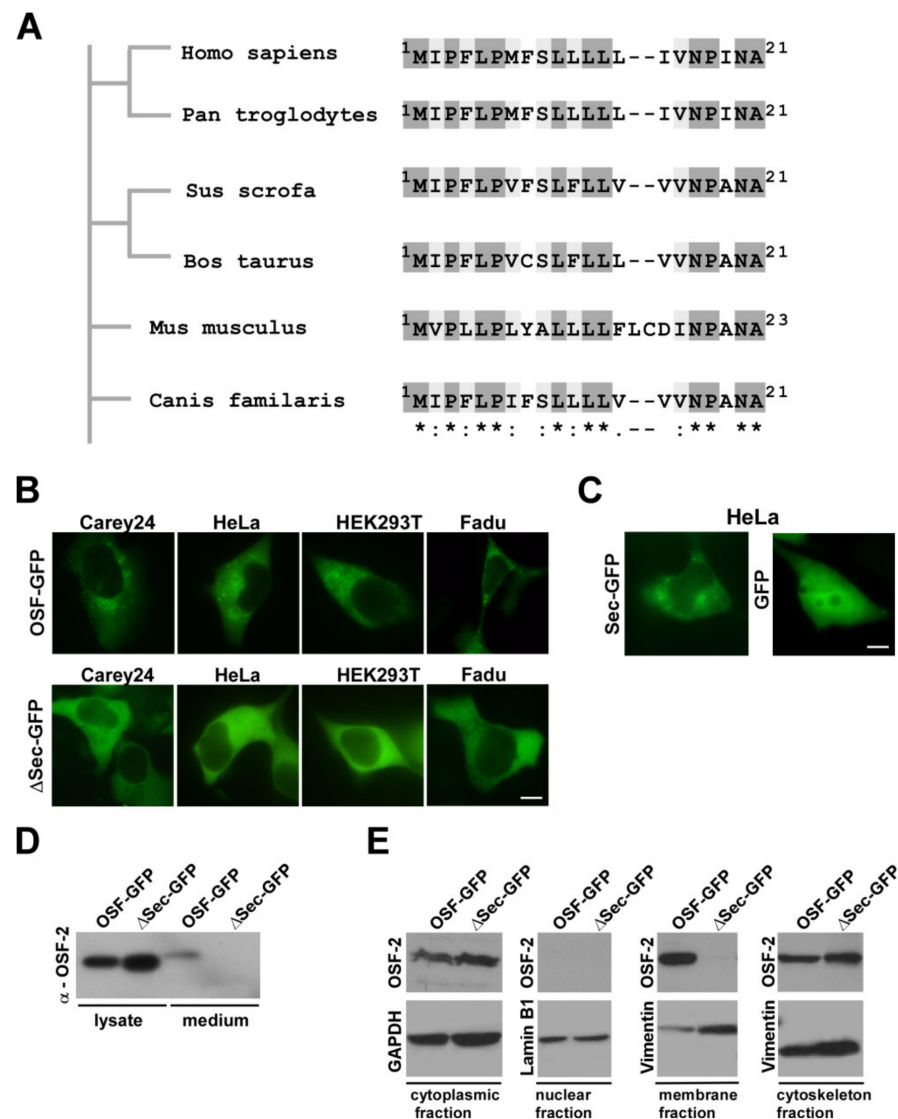 A
Homo sapiens 1MIPFLPMFSLLLLL--IVNPINA21
Pan troglodytes 1MIPFLPMFSLLLLL--IVNPINA21
Sus scrofa 1MIPFLPVFSLFLLV--VVNPANA21
Bos taurus 1MIPFLPVCSLFLLL--VVNPANA21
Mus musculus 1MVPLLPLYALLLLFLCDINPANA23
Canis familaris 1MIPFLPIFSLLLLV--VVNPANA21
*:*:**: :*:**.-- :** **
B
Carey24 HeLa HEK293T Fadu
OSF-GFP
Carey24 HeLa HEK293T Fadu
ΔSec-GFP
C
HeLa
Sec-GFP
GFP
D
OSF-GFP ΔSec-GFP OSF-GFP ΔSec-GFP
α - OSF-2
lysate medium
E
OSF-GFP ΔSec-GFP OSF-GFP ΔSec-GFP OSF-GFP ΔSec-GFP OSF-GFP ΔSec-GFP
OSF-2 OSF-2 OSF-2 OSF-2
GAPDH Lamin B1 Vimentin Vimentin
cytoplasmic fraction
nuclear fraction
membrane fraction
cytoskeleton fraction